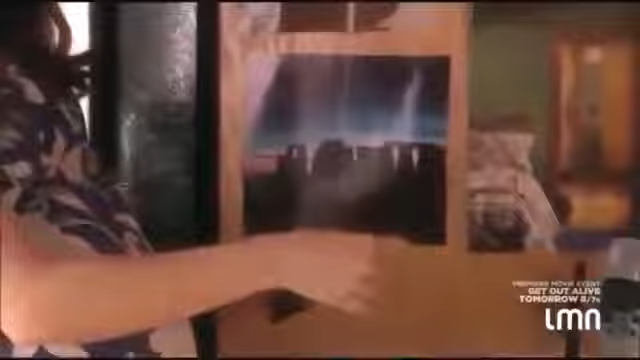 PREMIERE MOVIE EVENT
GET OUT ALIVE
TOMORROW 8/7c
LMN